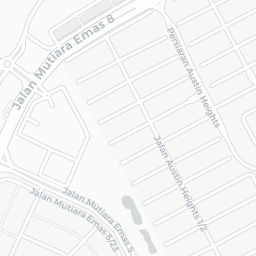 Jalan Mutiara Emas 8
Persiaran Austin Heights
Jalan Austin Heights 1/2
Jalan Mutiara Emas 5
Jalan Mutiara Emas 5/23